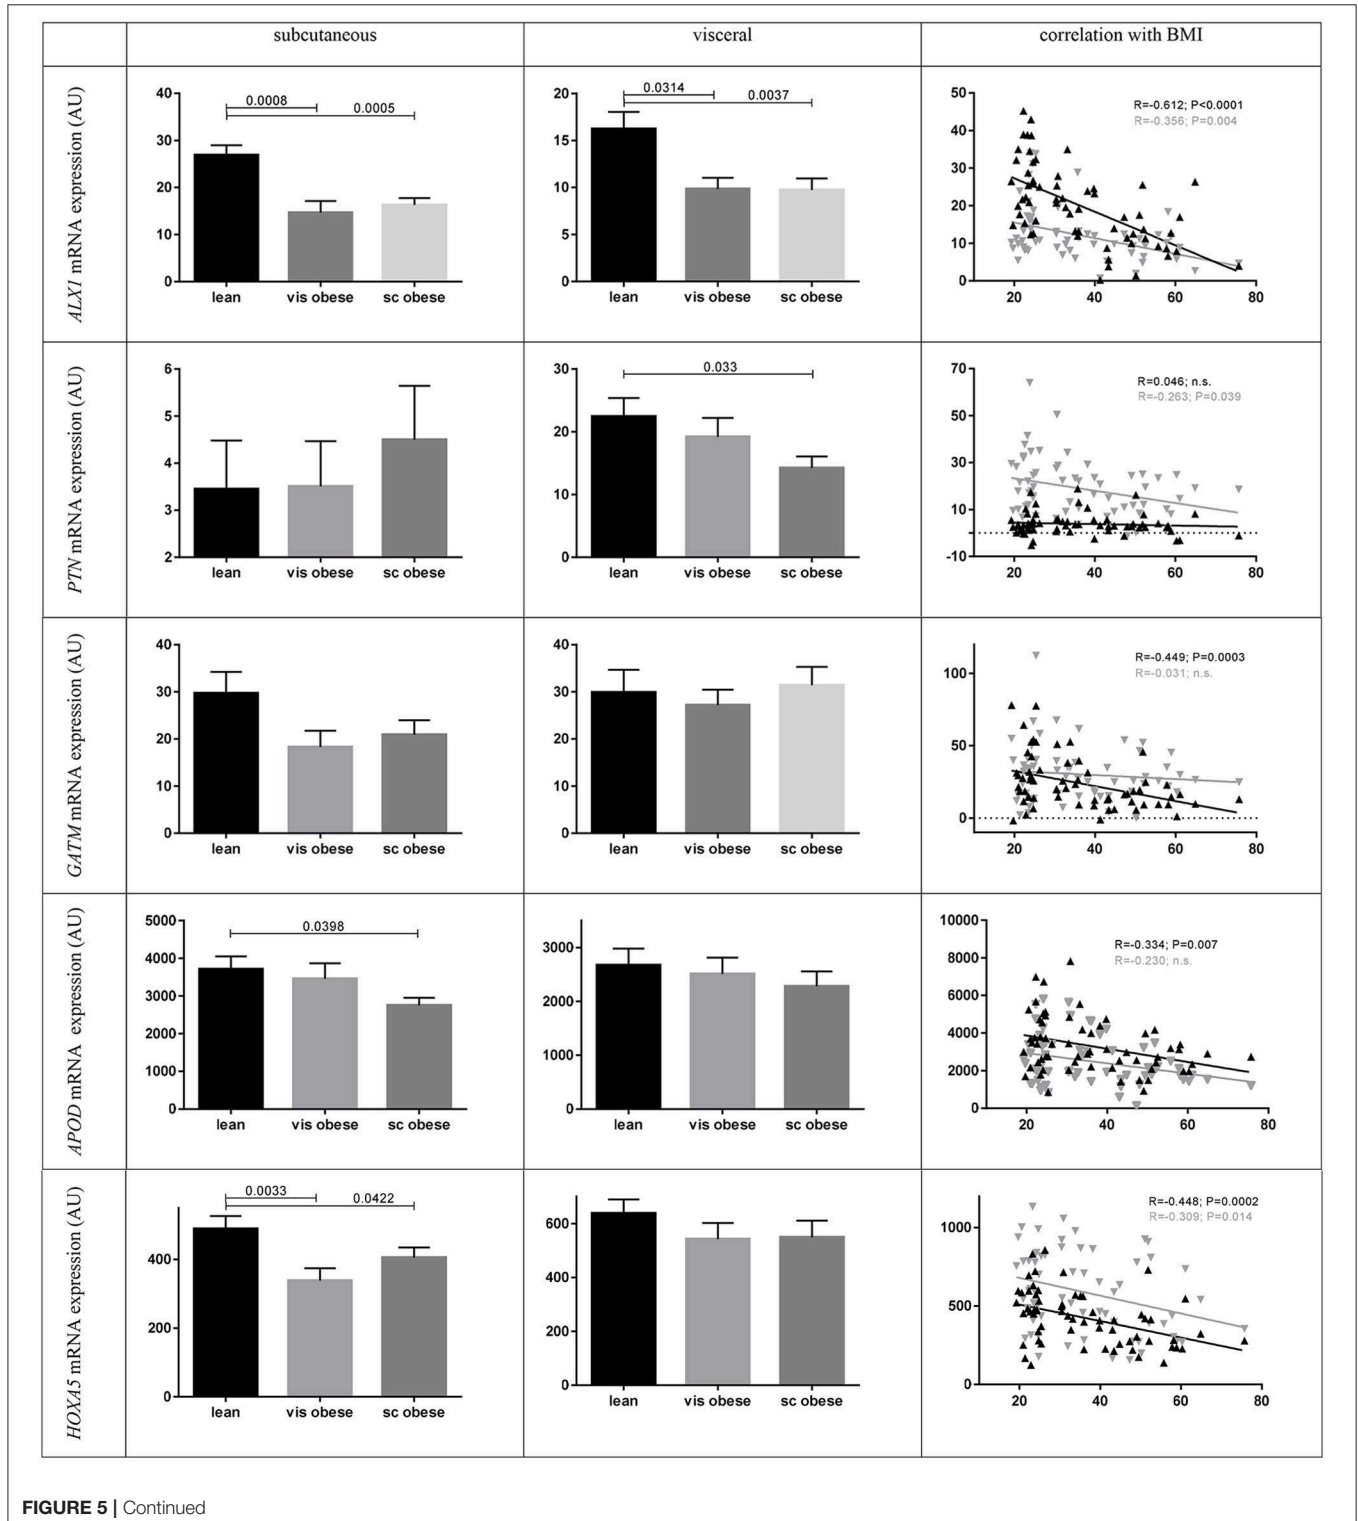 subcutaneous visceral correlation with BMI
ALX1 mRNA expression (AU)
40
30
20
10
0
0.0008
0.0005
lean vis obese sc obese
20
15
10
5
0
0.0314
0.0037
lean vis obese sc obese
50
40
30
20
10
0
R=-0.612; P<0.0001
R=-0.356; P=0.004
20 40 60 80
PTN mRNA expression (AU)
6
5
4
3
2
lean vis obese sc obese
30
20
10
0
0.033
lean vis obese sc obese
70
50
30
10
-10
R=0.046; n.s.
R=-0.263; P=0.039
20 40 60 80
GATM mRNA expression (AU)
40
30
20
10
0
lean vis obese sc obese
40
30
20
10
0
lean vis obese sc obese
100
50
0
R=-0.449; P=0.0003
R=-0.031; n.s.
20 40 60 80
APOD mRNA expression (AU)
5000
4000
3000
2000
1000
0
0.0398
lean vis obese sc obese
3000
2000
1000
0
lean vis obese sc obese
10000
8000
6000
4000
2000
0
R=-0.334; P=0.007
R=-0.230; n.s.
20 40 60 80
HOXA5 mRNA expression (AU)
400
200
0
0.0033
0.0422
lean vis obese sc obese
600
400
200
0
lean vis obese sc obese
1000
500
0
R=-0.448; P=0.0002
R=-0.309; P=0.014
20 40 60 80
FIGURE 5 | Continued